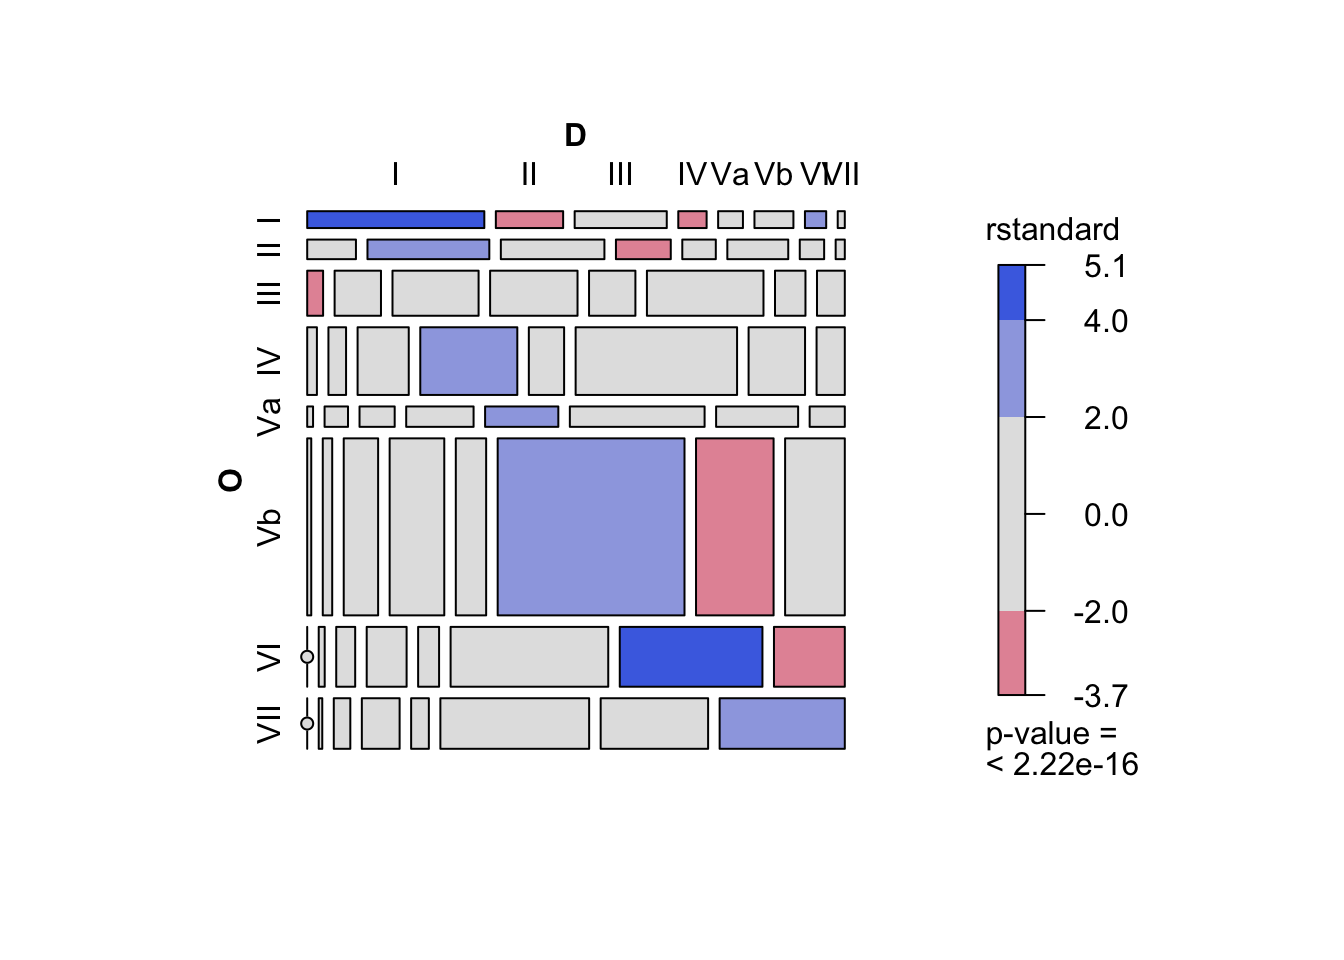 D
I II III IV Va Vb VI VII
O
I
II
III
IV
Va
Vb
VI
VII
rstandard
5.1
4.0
2.0
0.0
-2.0
-3.7
p-value =
< 2.22e-16